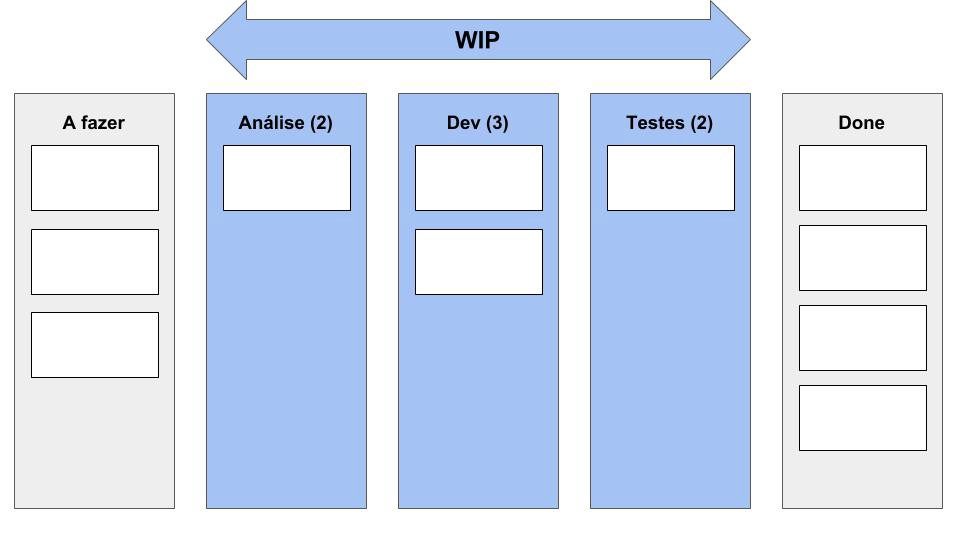 WIP
A fazer
Análise (2)
Dev (3)
Testes (2)
Done